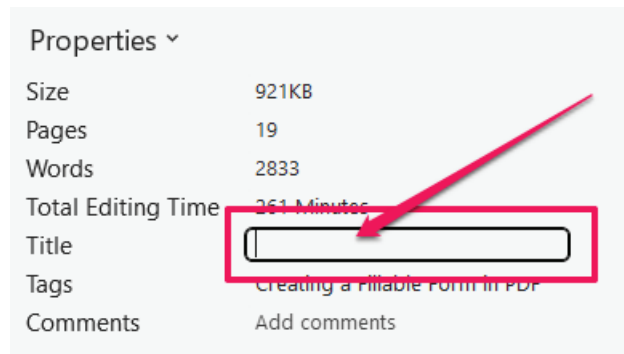 Properties
Size 921KB
Pages 19
Words 2833
Total Editing Time 261 Minutes
Title
Tags Creating a Fillable Form in PDF
Comments Add comments